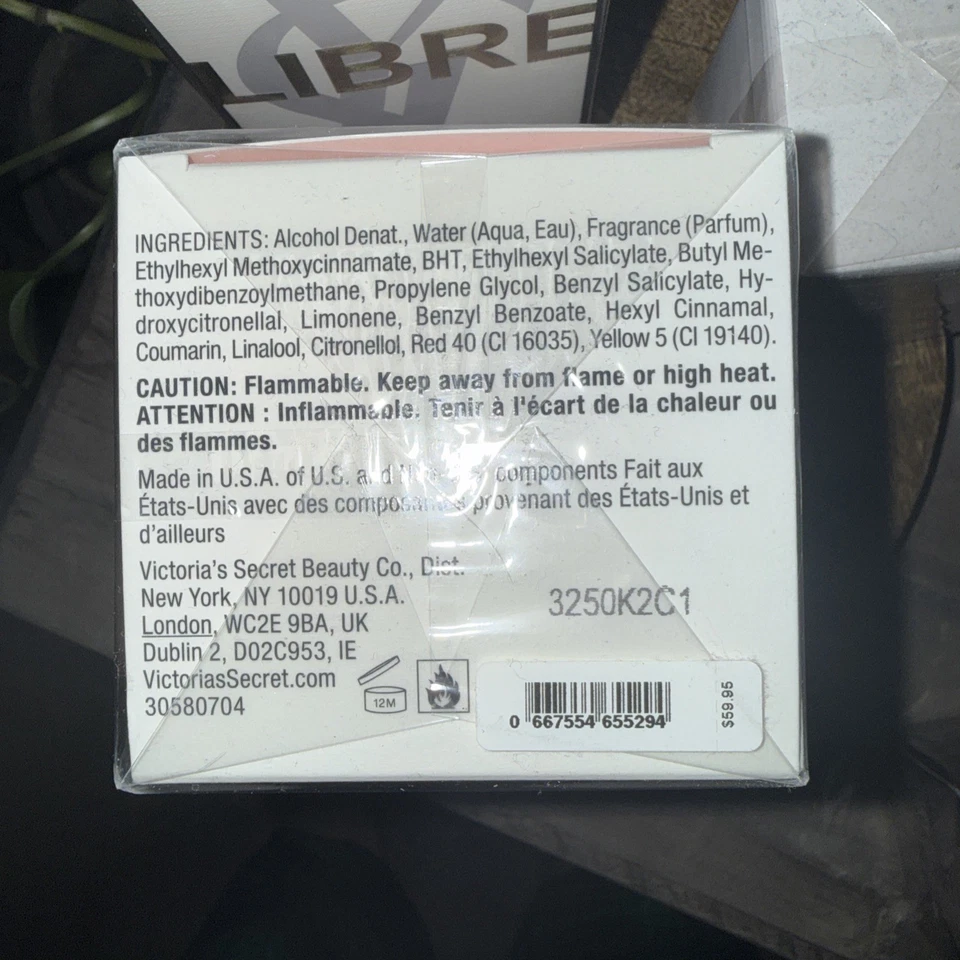 LIBRE
INGREDIENTS: Alcohol Denat., Water (Aqua, Eau), Fragrance (Parfum),
Ethylhexyl Methoxycinnamate, BHT, Ethylhexyl Salicylate, Butyl Me-
thoxydibenzoylmethane, Propylene Glycol, Benzyl Salicylate, Hy-
droxycitronellal, Limonene, Benzyl Benzoate, Hexyl Cinnamal,
Coumarin, Linalool, Citronellol, Red 40 (CI 16035), Yellow 5 (CI 19140).
CAUTION: Flammable. Keep away from flame or high heat.
ATTENTION : Inflammable. Tenir à l'écart de la chaleur ou
des flammes.
Made in U.S.A. of U.S. and components Fait aux
États-Unis avec des composantes provenant des États-Unis et
d'ailleurs
Victoria's Secret Beauty Co., Dist.
New York, NY 10019 U.S.A.
London, WC2E 9BA, UK
Dublin 2, D02C953, IE
VictoriasSecret.com
30580704
3250K2C1
12M
0 667554 655294
$59.95